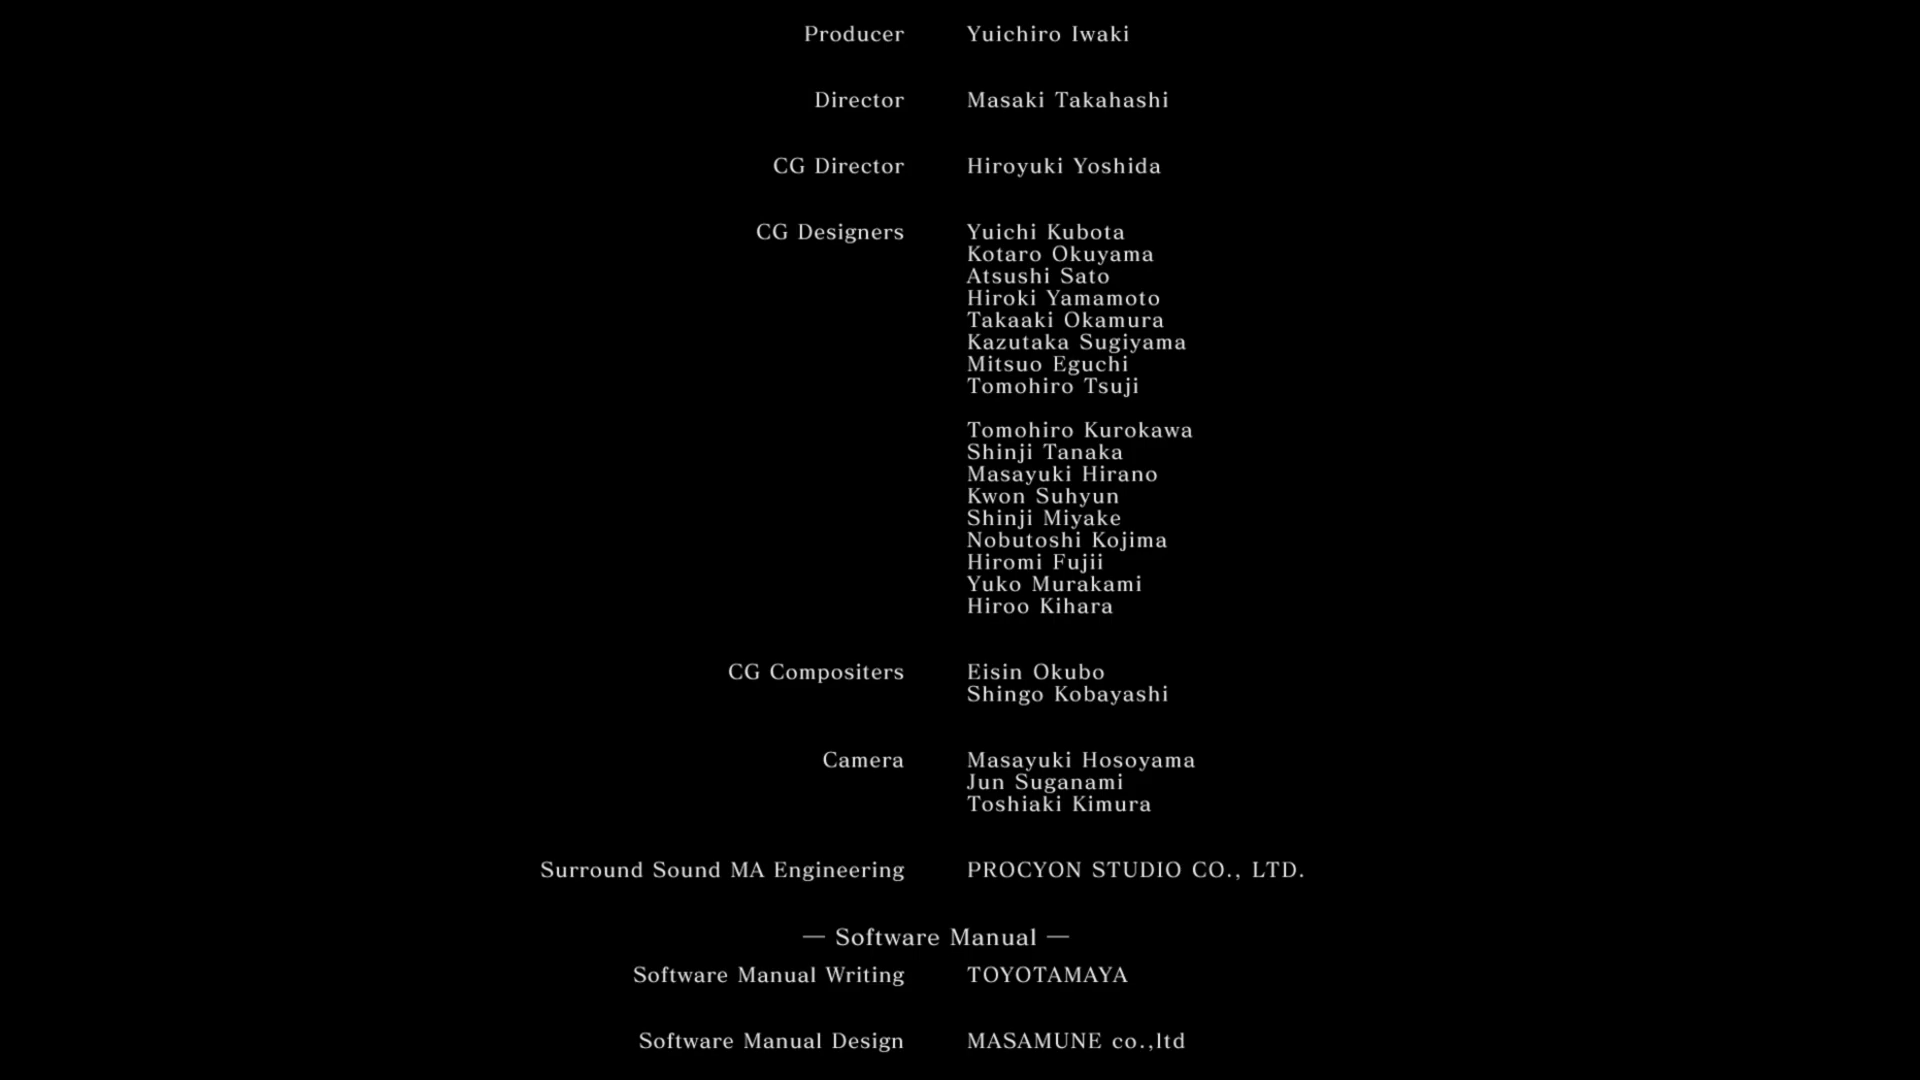 Producer Yuichiro Iwaki
Director Masaki Takahashi
CG Director Hiroyuki Yoshida
CG Designers Yuichi Kubota
Kotaro Okuyama
Atsushi Sato
Hiroki Yamamoto
Takaaki Okamura
Kazutaka Sugiyama
Mitsuo Eguchi
Tomohiro Tsuji
Tomohiro Kurokawa
Shinji Tanaka
Masayuki Hirano
Kwon Suhyun
Shinji Miyake
Nobutoshi Kojima
Hiromi Fujii
Yuko Murakami
Hiroo Kihara
CG Compositers Eisin Okubo
Shingo Kobayashi
Camera Masayuki Hosoyama
Jun Suganami
Toshiaki Kimura
Surround Sound MA Engineering PROCYON STUDIO CO., LTD.
— Software Manual —
Software Manual Writing TOYOTAMAYA
Software Manual Design MASAMUNE co.,ltd